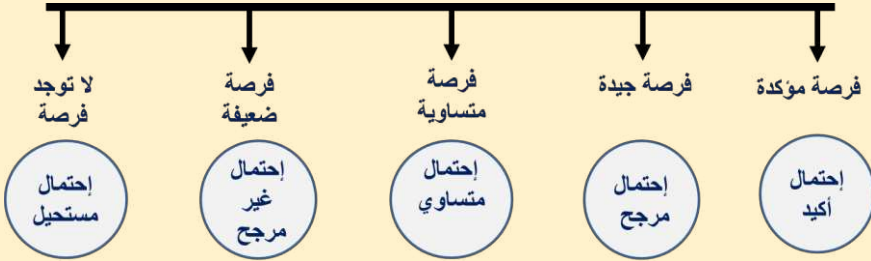 فرصة مؤكدة
فرصة جيدة
فرصة
متساوية
فرصة
ضعيفة
لا توجد
فرصة
إحتمال
أكيد
إحتمال
مرجح
إحتمال
متساوي
إحتمال
غير
مرجح
إحتمال
مستحيل